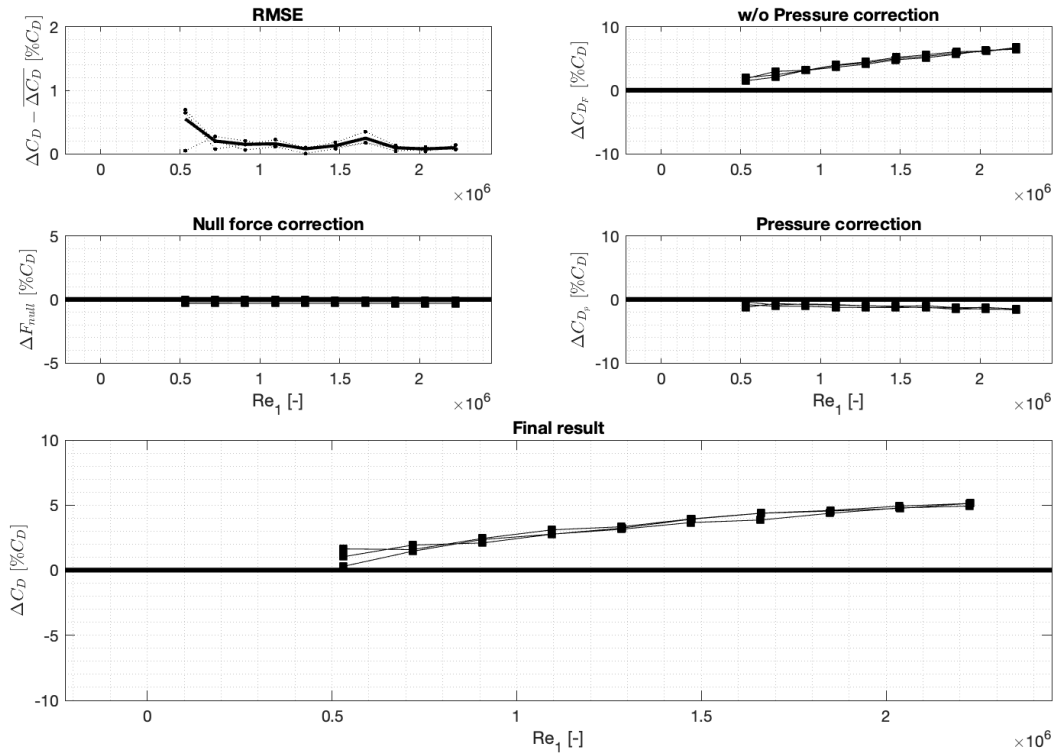 RMSE
2
1
0
ΔC_D − \overline{ΔC_D} [%C_D]
0 0.5 1 1.5 2
×10^6
w/o Pressure correction
10
0
-10
ΔC_{D_F} [%C_D]
0 0.5 1 1.5 2
×10^6
Null force correction
5
0
-5
ΔF_{null} [%C_D]
0 0.5 1 1.5 2
Re_1 [-]
×10^6
Pressure correction
10
0
-10
ΔC_{D_p} [%C_D]
0 0.5 1 1.5 2
Re_1 [-]
×10^6
Final result
10
5
0
-5
-10
ΔC_D [%C_D]
0 0.5 1 1.5 2
Re_1 [-]
×10^6